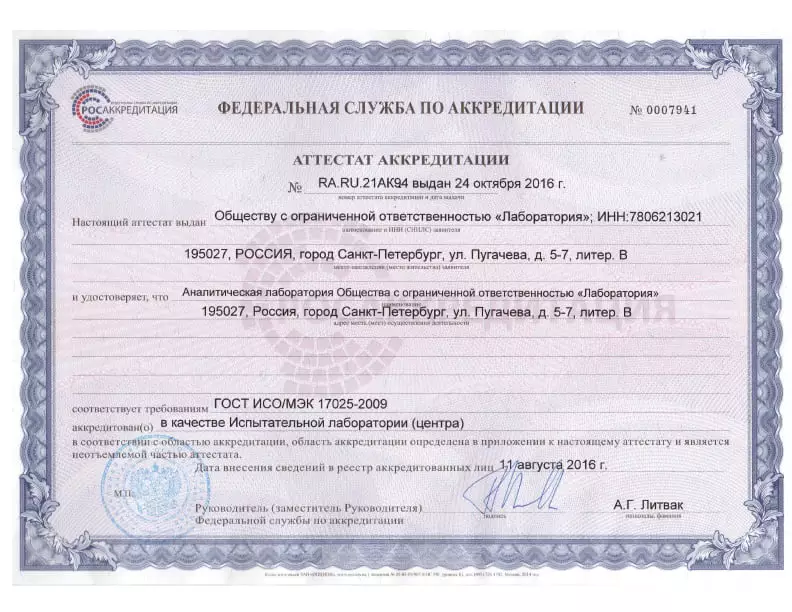 РОСАККРЕДИТАЦИЯ
ФЕДЕРАЛЬНАЯ СЛУЖБА ПО АККРЕДИТАЦИИ
№ 0007941
АТТЕСТАТ АККРЕДИТАЦИИ
№ RA.RU.21АК94 выдан 24 октября 2016 г.
номер аттестата аккредитации и дата выдачи
Настоящий аттестат выдан Обществу с ограниченной ответственностью «Лаборатория»; ИНН:7806213021
наименование и ИНН (СНИЛС) заявителя
195027, РОССИЯ, город Санкт-Петербург, ул. Пугачева, д. 5-7, литер. В
место нахождения (место жительства) заявителя
и удостоверяет, что Аналитическая лаборатория Общества с ограниченной ответственностью «Лаборатория»
наименование
195027, Россия, город Санкт-Петербург, ул. Пугачева, д. 5-7, литер. В
адрес места (мест) осуществления деятельности
соответствует требованиям ГОСТ ИСО/МЭК 17025-2009
аккредитован(о) в качестве Испытательной лаборатории (центра)
в соответствии с областью аккредитации, область аккредитации определена в приложении к настоящему аттестату и является
неотъемлемой частью аттестата.
Дата внесения сведений в реестр аккредитованных лиц 11 августа 2016 г.
М.П.
Руководитель (заместитель Руководителя)
Федеральной службы по аккредитации
подпись
А.Г. Литвак
инициалы, фамилия